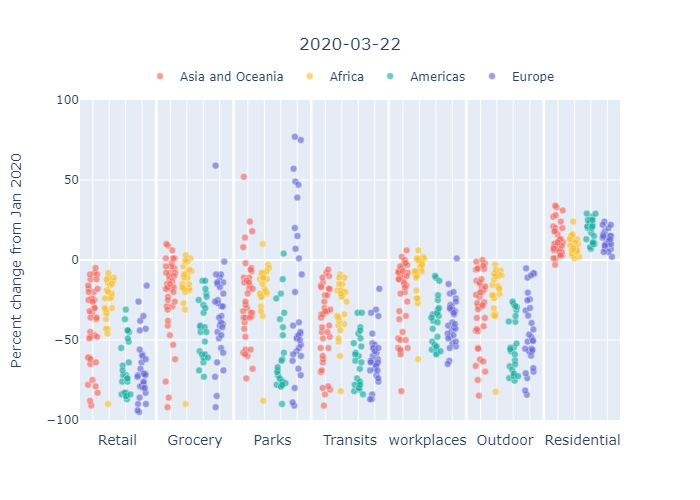 2020-03-22
Asia and Oceania Africa Americas Europe
100
50
0
−50
−100
Percent change from Jan 2020
Retail Grocery Parks Transits workplaces Outdoor Residential